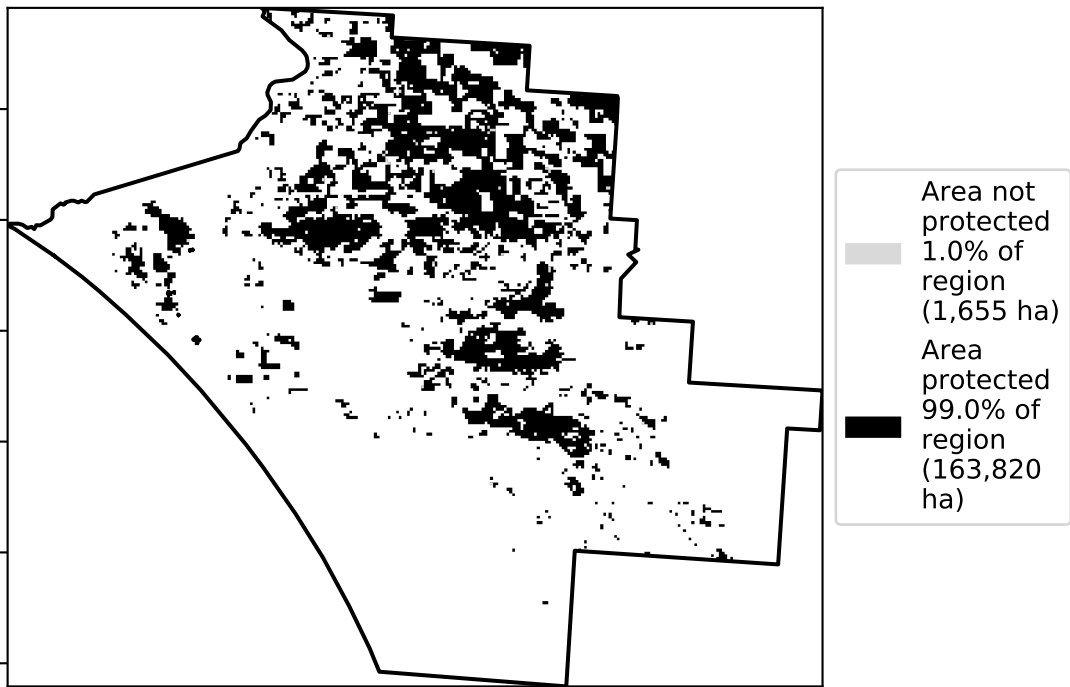 Area not
protected
1.0% of
region
(1,655 ha)
Area
protected
99.0% of
region
(163,820
ha)